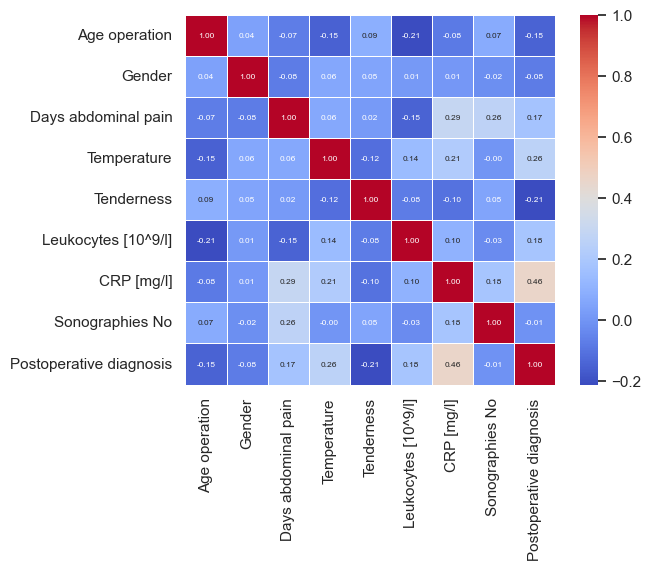 Age operation 1.00 0.04 -0.07 -0.15 0.09 -0.21 -0.08 0.07 -0.15
Gender 0.04 1.00 -0.08 0.06 0.05 0.01 0.01 -0.02 -0.08
Days abdominal pain -0.07 -0.08 1.00 0.06 0.02 -0.15 0.29 0.26 0.17
Temperature -0.15 0.06 0.06 1.00 -0.12 0.14 0.21 -0.00 0.26
Tenderness 0.09 0.05 0.02 -0.12 1.00 -0.08 -0.10 0.05 -0.21
Leukocytes [10^9/l] -0.21 0.01 -0.15 0.14 -0.08 1.00 0.10 -0.03 0.18
CRP [mg/l] -0.08 0.01 0.29 0.21 -0.10 0.10 1.00 0.18 0.46
Sonographies No 0.07 -0.02 0.26 -0.00 0.05 -0.03 0.18 1.00 -0.01
Postoperative diagnosis -0.15 -0.08 0.17 0.26 -0.21 0.18 0.46 -0.01 1.00
Age operation
Gender
Days abdominal pain
Temperature
Tenderness
Leukocytes [10^9/l]
CRP [mg/l]
Sonographies No
Postoperative diagnosis
1.0
0.8
0.6
0.4
0.2
0.0
−0.2